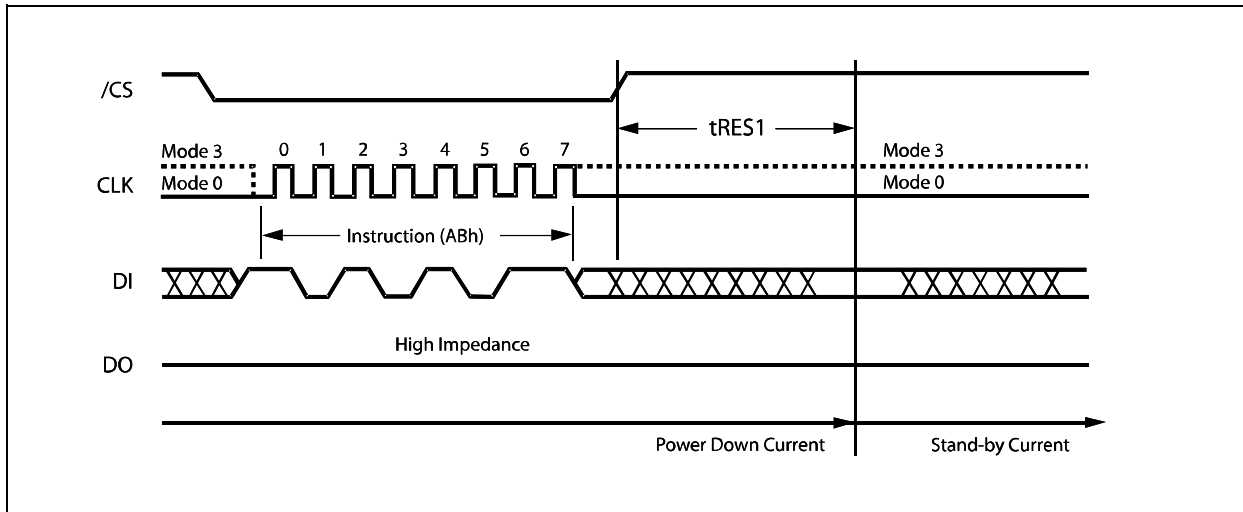 /CS
tRES1
Mode 3 0 1 2 3 4 5 6 7 Mode 3
CLK
Mode 0 Mode 0
Instruction (ABh)
DI
High Impedance
DO
Power Down Current Stand-by Current